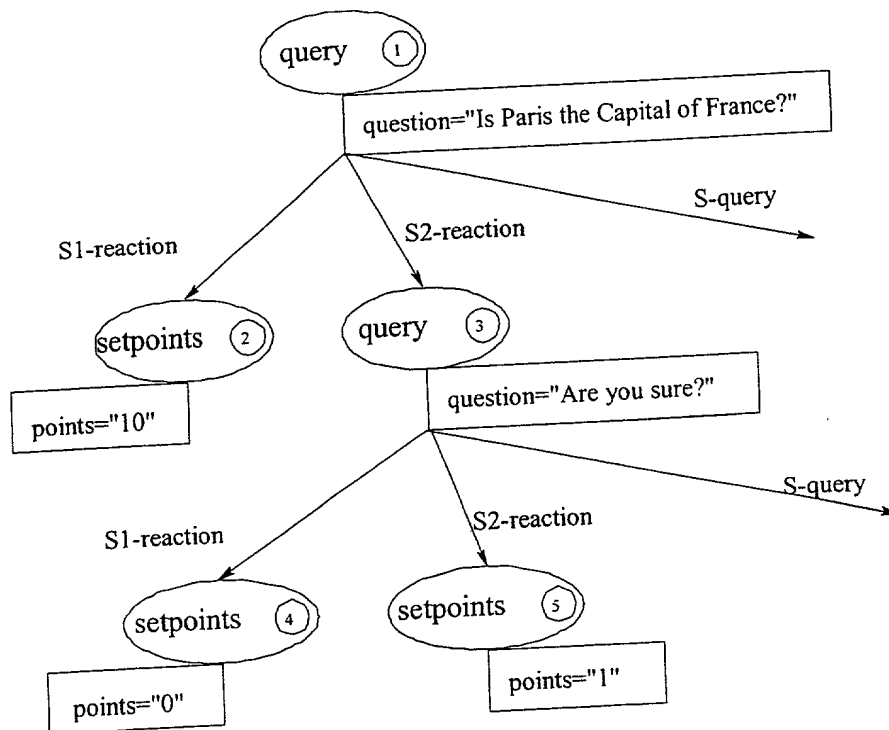 query 1
question="Is Paris the Capital of France?"
S-query
S1-reaction
S2-reaction
setpoints 2
query 3
points="10"
question="Are you sure?"
S-query
S1-reaction
S2-reaction
setpoints 4
setpoints 5
points="0"
points="1"